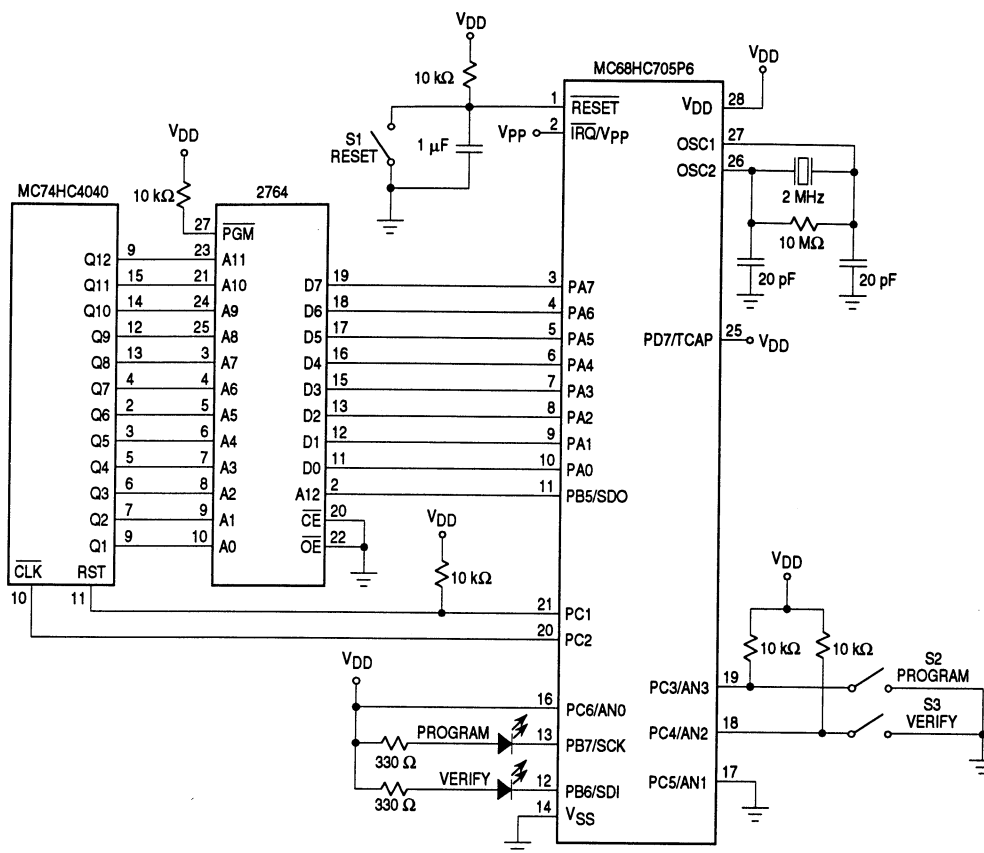 VDD
10 kΩ
MC68HC705P6
VDD
1
RESET
VDD
28
VPP
2
IRQ/VPP
S1
RESET
1 µF
OSC1
27
OSC2
26
2 MHz
10 MΩ
20 pF
20 pF
VDD
10 kΩ
MC74HC4040
2764
27
PGM
Q12
9
23
A11
Q11
15
21
A10
D7
19
3
PA7
Q10
14
24
A9
D6
18
4
PA6
Q9
12
25
A8
D5
17
5
PA5
PD7/TCAP
25
VDD
Q8
13
3
A7
D4
16
6
PA4
Q7
4
4
A6
D3
15
7
PA3
Q6
2
5
A5
D2
13
8
PA2
Q5
3
6
A4
D1
12
9
PA1
Q4
5
7
A3
D0
11
10
PA0
Q3
6
8
A2
A12
2
11
PB5/SDO
Q2
7
9
A1
CE
20
Q1
9
10
A0
OE
22
VDD
10 kΩ
CLK
RST
10
11
21
PC1
20
PC2
VDD
10 kΩ
10 kΩ
PC3/AN3
19
S2
PROGRAM
PC4/AN2
18
S3
VERIFY
PC5/AN1
17
VDD
16
PC6/AN0
330 Ω
PROGRAM
13
PB7/SCK
330 Ω
VERIFY
12
PB6/SDI
14
VSS